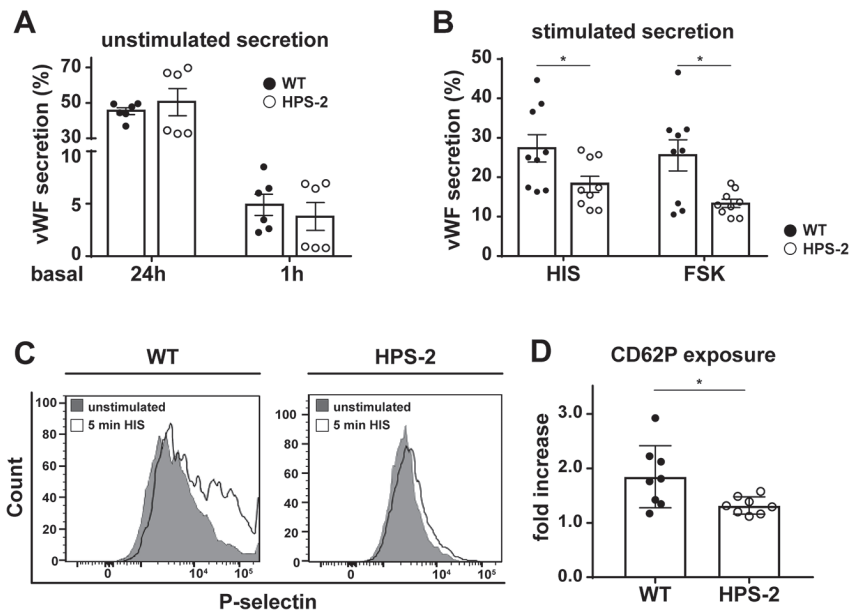 A
unstimulated secretion
vWF secretion (%)
70
50
30
10
5
0
WT
HPS-2
basal
24h
1h
B
stimulated secretion
vWF secretion (%)
50
40
30
20
10
0
*
*
WT
HPS-2
HIS
FSK
C
WT
HPS-2
Count
100
80
60
40
20
0
unstimulated
5 min HIS
0
10⁴
10⁵
100
80
60
40
20
0
unstimulated
5 min HIS
0
10⁴
10⁵
P-selectin
D
CD62P exposure
fold increase
3.0
2.0
1.0
0.0
*
WT
HPS-2